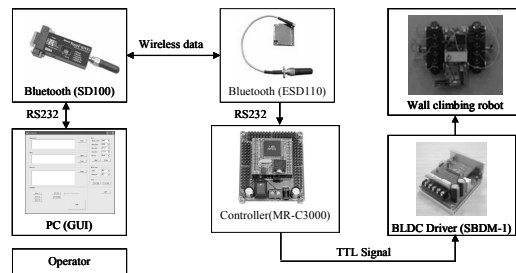 Wireless data
Bluetooth (SD100)
Bluetooth (ESD110)
Wall climbing robot
RS232
RS232
PC (GUI)
Controller(MR-C3000)
BLDC Driver (SBDM-1)
TTL Signal
Operator